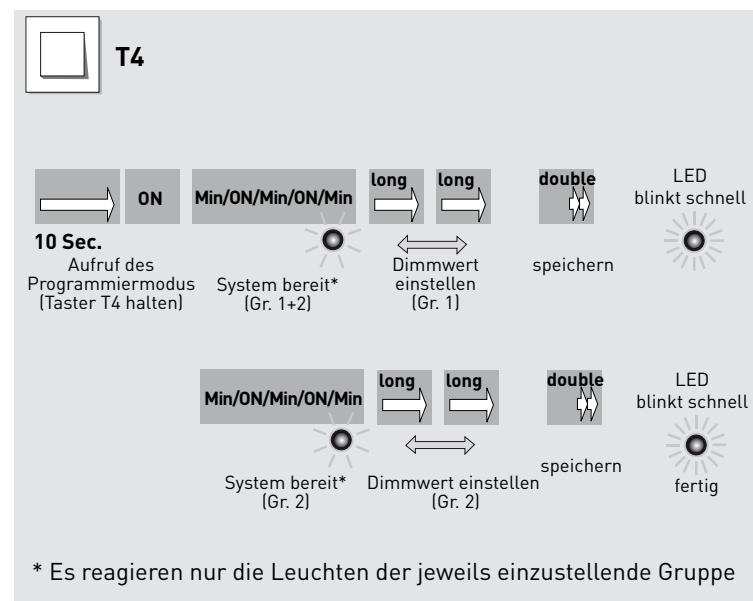 T4
ON
Min/ON/Min/ON/Min
long
long
double
LED
blinkt schnell
10 Sec.
Aufruf des
Programmiermodus
(Taster T4 halten)
System bereit*
(Gr. 1+2)
Dimmwert
einstellen
(Gr. 1)
speichern
Min/ON/Min/ON/Min
long
long
double
LED
blinkt schnell
System bereit*
(Gr. 2)
Dimmwert einstellen
(Gr. 2)
speichern
fertig
* Es reagieren nur die Leuchten der jeweils einzustellende Gruppe